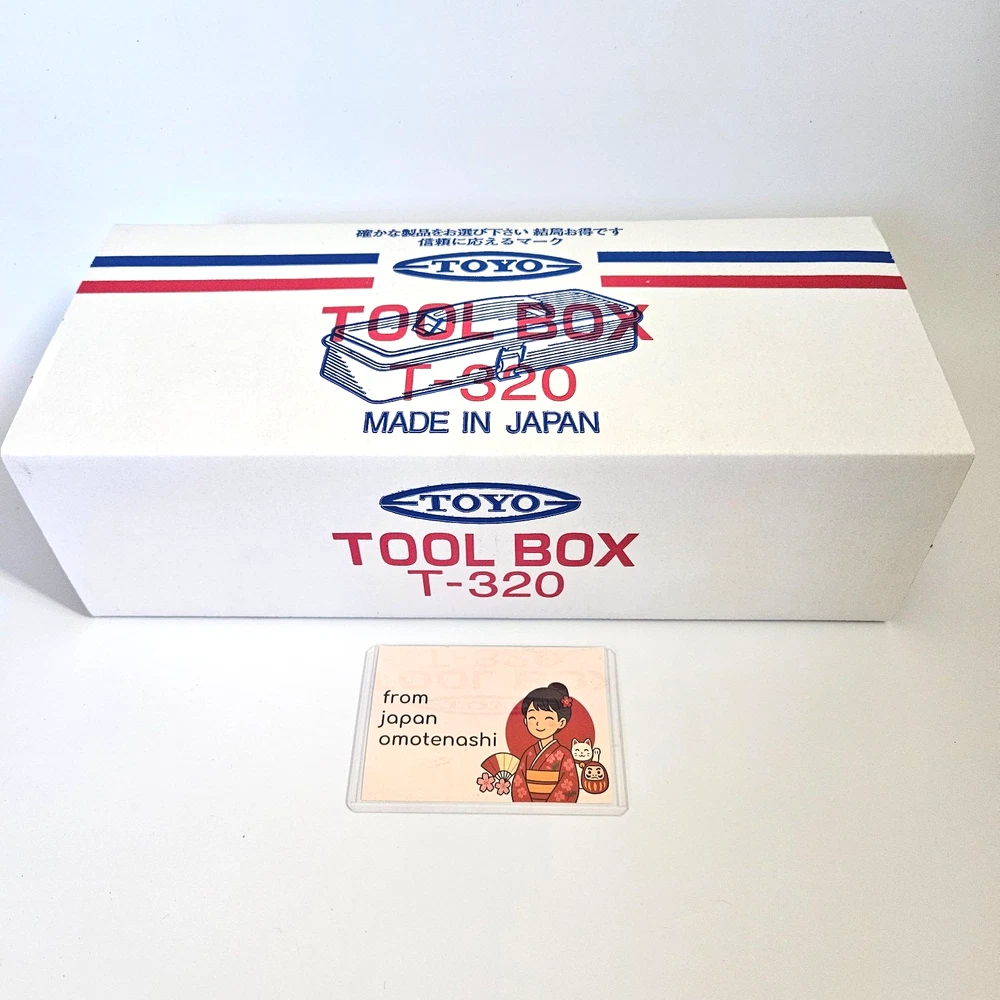 確かな製品をお選び下さい 結局お得です
信頼に応えるマーク
TOYO
TOOL BOX
T-320
MADE IN JAPAN
TOYO
TOOL BOX
T-320
from
japan
omotenashi